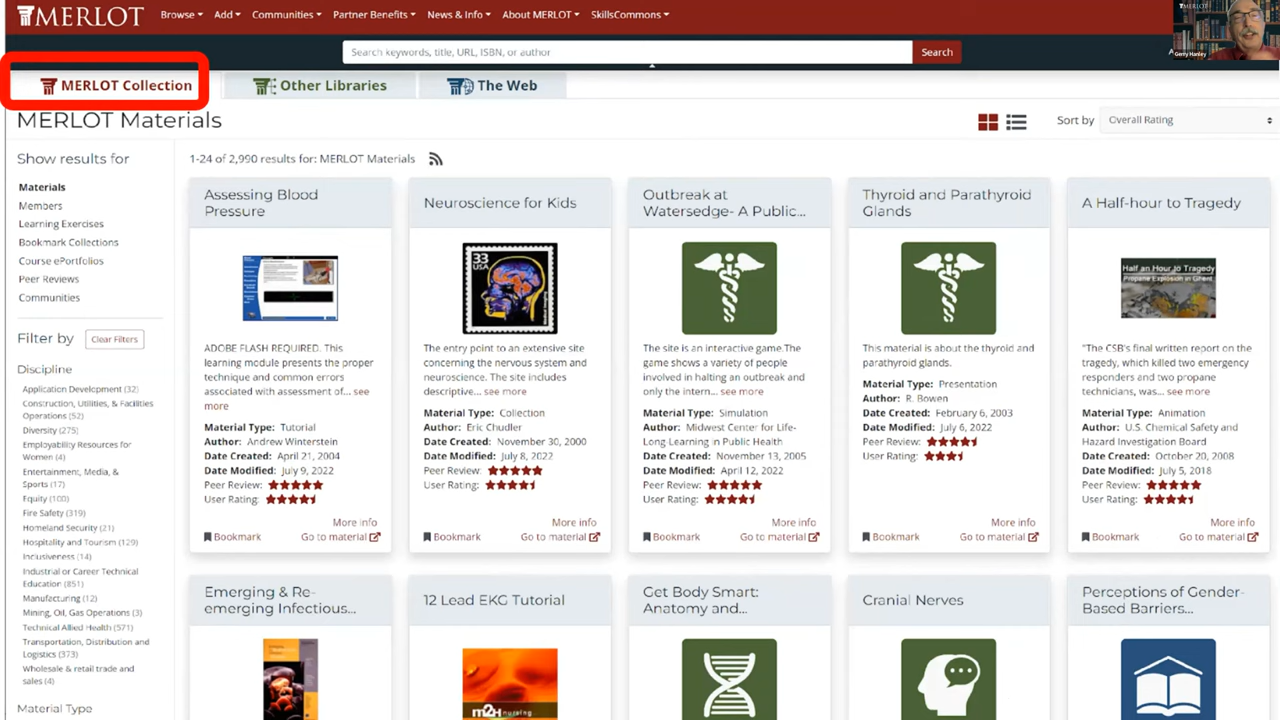 MERLOT
Browse Add Communities Partner Benefits News & Info About MERLOT SkillsCommons
MERLOT
Gerry Hanley
Search keywords, title, URL, ISBN, or author
Search
MERLOT Collection
Other Libraries
The Web
MERLOT Materials
Sort by
Overall Rating
Show results for
Materials
Members
Learning Exercises
Bookmark Collections
Course ePortfolios
Peer Reviews
Communities
Filter by
Clear Filters
Discipline
Application Development (32)
Construction, Utilities, & Facilities
Operations (52)
Diversity (275)
Employability Resources for
Women (4)
Entertainment, Media, &
Sports (17)
Equity (100)
Fire Safety (319)
Homeland Security (21)
Hospitality and Tourism (129)
Inclusiveness (14)
Industrial or Career Technical
Education (851)
Manufacturing (12)
Mining, Oil, Gas Operations (3)
Technical Allied Health (571)
Transportation, Distribution and
Logistics (373)
Wholesale & retail trade and
sales (4)
Material Type
1-24 of 2,990 results for: MERLOT Materials
Assessing Blood
Pressure
ADOBE FLASH REQUIRED. This
learning module presents the proper
technique and common errors
associated with assessment of... see
more
Material Type: Tutorial
Author: Andrew Winterstein
Date Created: April 21, 2004
Date Modified: July 9, 2022
Peer Review:
User Rating:
More info
Bookmark
Go to material
Neuroscience for Kids
33
USA
The entry point to an extensive site
concerning the nervous system and
neuroscience. The site includes
descriptive... see more
Material Type: Collection
Author: Eric Chudler
Date Created: November 30, 2000
Date Modified: July 8, 2022
Peer Review:
User Rating:
More info
Bookmark
Go to material
Outbreak at
Watersedge- A Public...
The site is an interactive game.The
game shows a variety of people
involved in halting an outbreak and
only the intern... see more
Material Type: Simulation
Author: Midwest Center for Life-
Long-Learning in Public Health
Date Created: November 13, 2005
Date Modified: April 12, 2022
Peer Review:
User Rating:
More info
Bookmark
Go to material
Thyroid and Parathyroid
Glands
This material is about the thyroid and
parathyroid glands.
Material Type: Presentation
Author: R. Bowen
Date Created: February 6, 2003
Date Modified: July 6, 2022
Peer Review:
User Rating:
More info
Bookmark
Go to material
A Half-hour to Tragedy
Half an Hour to Tragedy
Propane Explosion in Ghent
"The CSB's final written report on the
tragedy, which killed two emergency
responders and two propane
technicians, was... see more
Material Type: Animation
Author: U.S. Chemical Safety and
Hazard Investigation Board
Date Created: October 20, 2008
Date Modified: July 5, 2018
Peer Review:
User Rating:
More info
Bookmark
Go to material
Emerging & Re-
emerging Infectious...
12 Lead EKG Tutorial
m2H nursing
Get Body Smart:
Anatomy and...
Cranial Nerves
Perceptions of Gender-
Based Barriers...